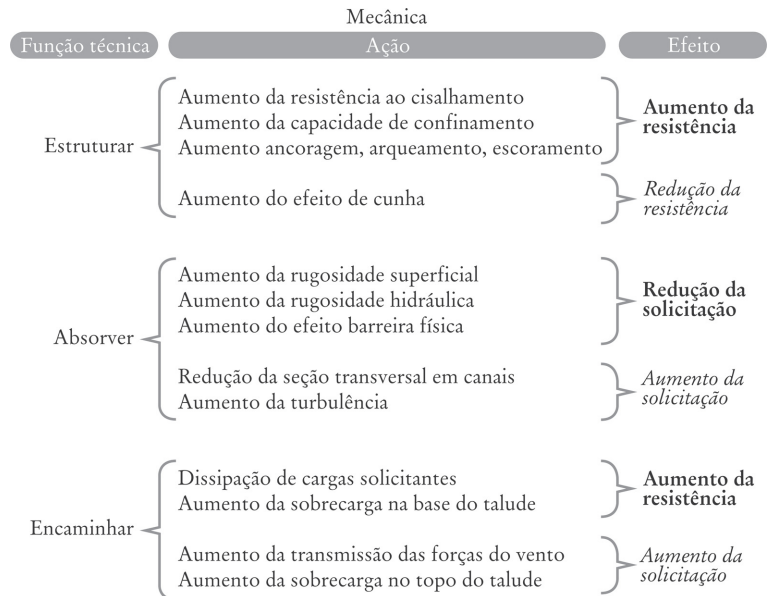 Mecânica
Função técnica Ação Efeito
Estruturar
Aumento da resistência ao cisalhamento
Aumento da capacidade de confinamento
Aumento ancoragem, arqueamento, escoramento
Aumento da
resistência
Aumento do efeito de cunha
Redução da
resistência
Absorver
Aumento da rugosidade superficial
Aumento da rugosidade hidráulica
Aumento do efeito barreira física
Redução da
solicitação
Redução da seção transversal em canais
Aumento da turbulência
Aumento da
solicitação
Encaminhar
Dissipação de cargas solicitantes
Aumento da sobrecarga na base do talude
Aumento da
resistência
Aumento da transmissão das forças do vento
Aumento da sobrecarga no topo do talude
Aumento da
solicitação